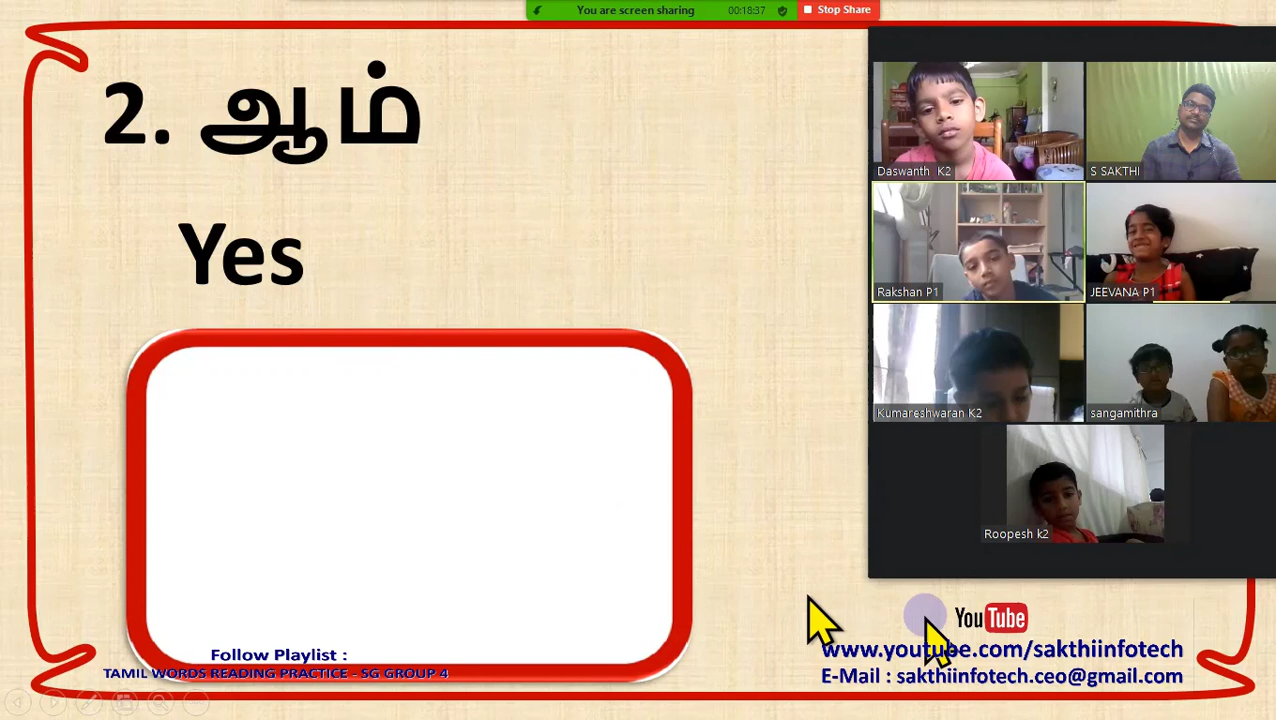 You are screen sharing 00:18:37 Stop Share
2. ஆம்
Yes
Daswanth K2
S SAKTHI
Rakshan P1
JEEVANA P1
Kumareshwaran K2
sangamithra
Roopesh k2
YouTube
www.youtube.com/sakthiinfotech
E-Mail : sakthiinfotech.ceo@gmail.com
Follow Playlist :
TAMIL WORDS READING PRACTICE - SG GROUP 4